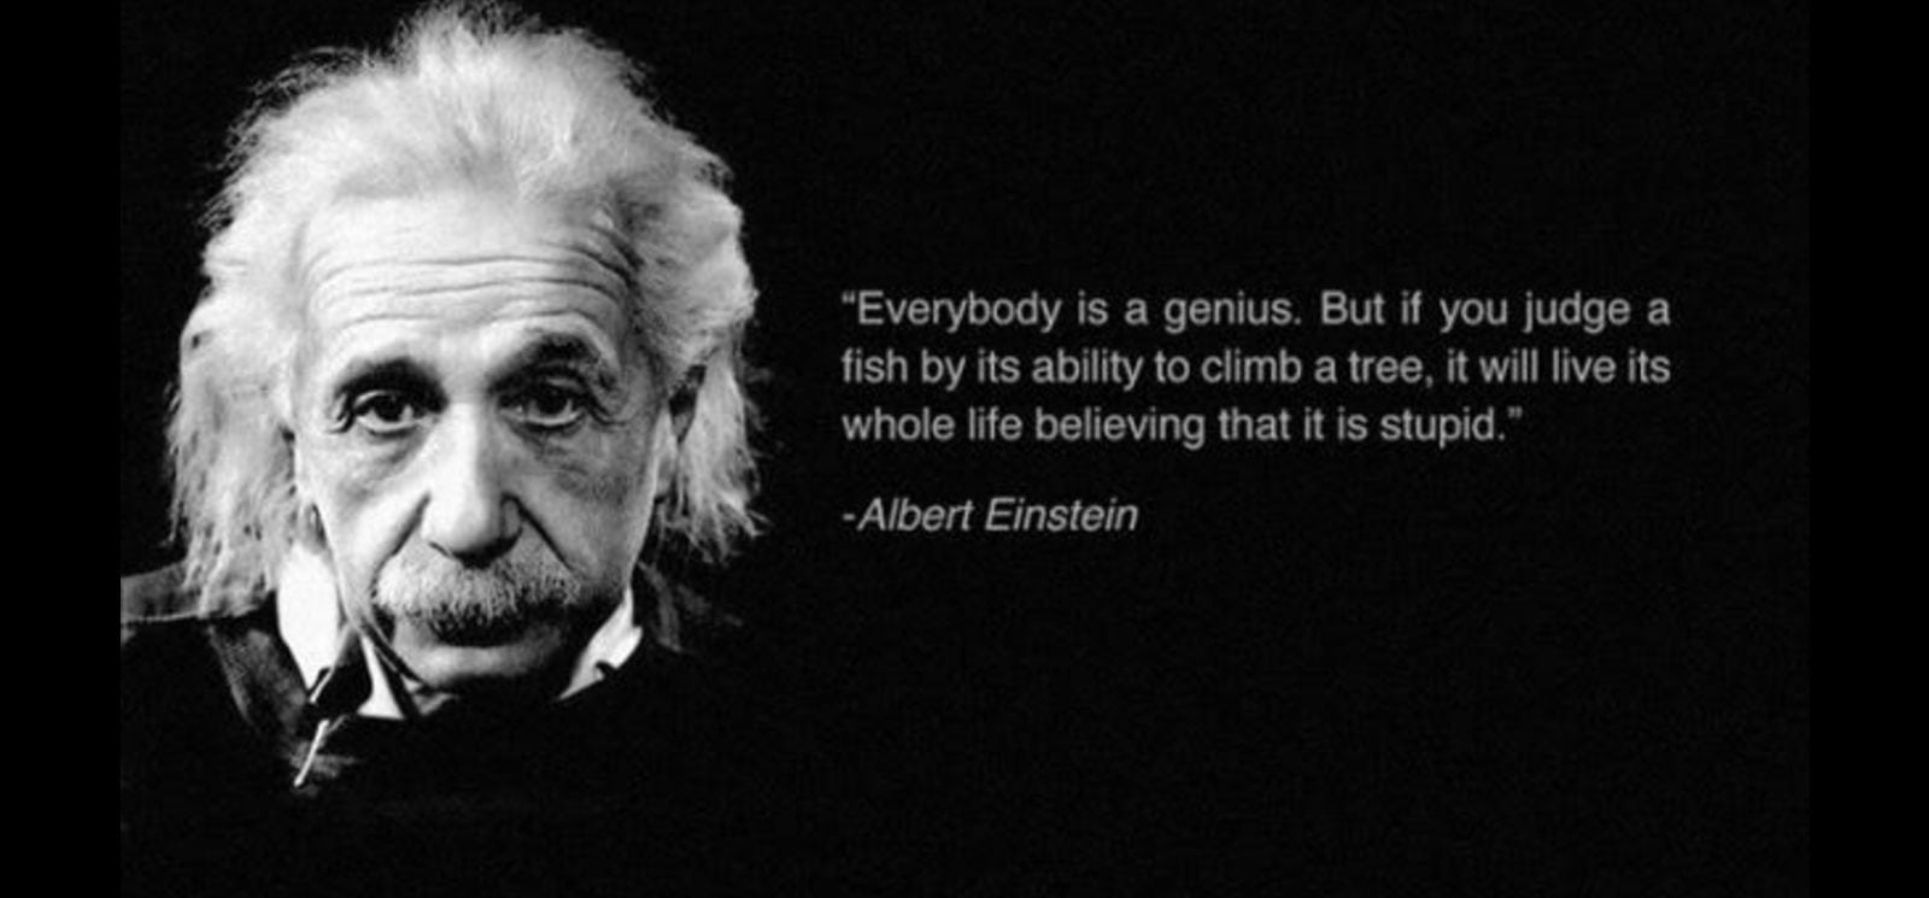 “Everybody is a genius. But if you judge a
fish by its ability to climb a tree, it will live its
whole life believing that it is stupid.”
-Albert Einstein